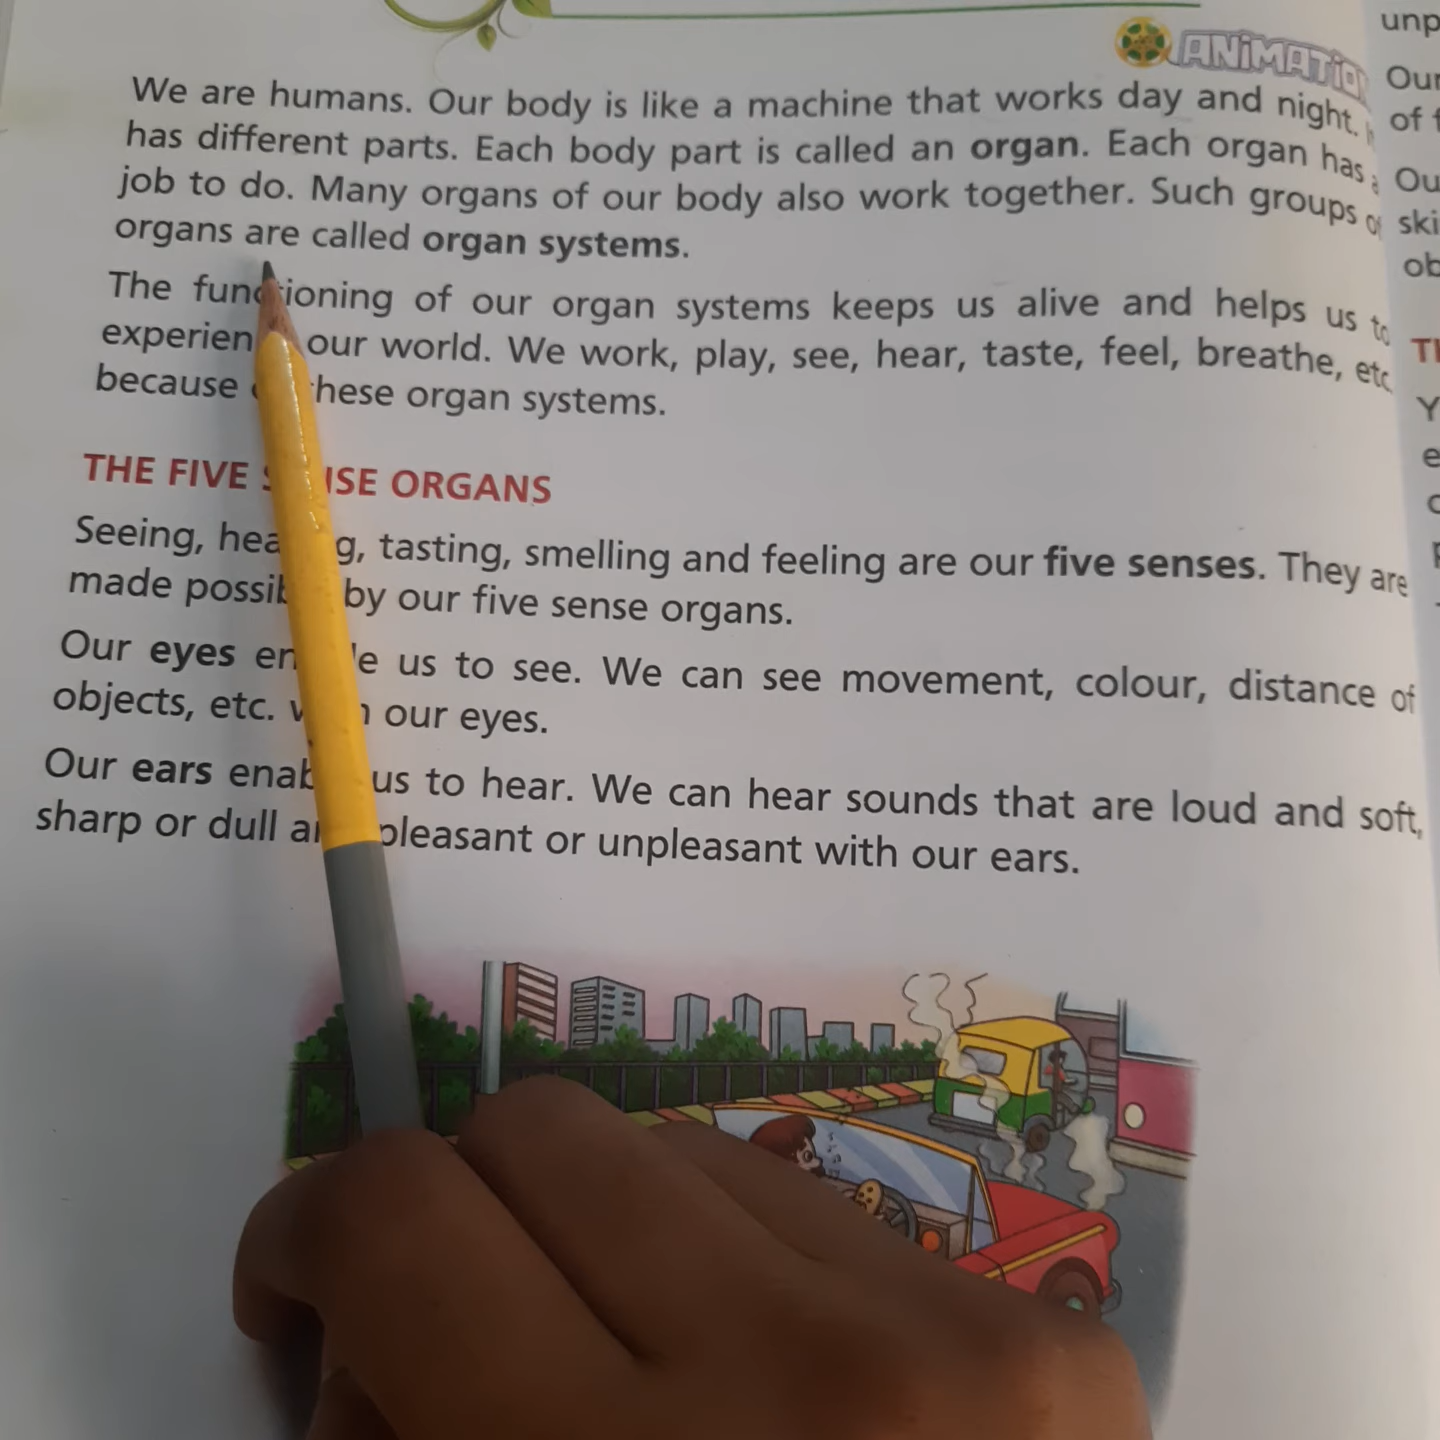 ANIMATIO
We are humans. Our body is like a machine that works day and night.
has different parts. Each body part is called an organ. Each organ has a
job to do. Many organs of our body also work together. Such groups of
organs are called organ systems.
The functioning of our organ systems keeps us alive and helps us to
experien our world. We work, play, see, hear, taste, feel, breathe, etc
because these organ systems.
THE FIVE SENSE ORGANS
Seeing, hearing, tasting, smelling and feeling are our five senses. They are
made possible by our five sense organs.
Our eyes enable us to see. We can see movement, colour, distance of
objects, etc. with our eyes.
Our ears enable us to hear. We can hear sounds that are loud and soft,
sharp or dull and pleasant or unpleasant with our ears.
unp
Our
of f
Ou
ski
ob